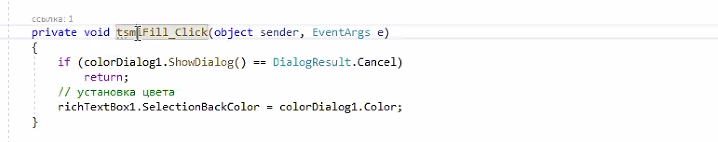 ссылка: 1
private void tsmiFill_Click(object sender, EventArgs e)
{
if (colorDialog1.ShowDialog() == DialogResult.Cancel)
return;
// установка цвета
richTextBox1.SelectionBackColor = colorDialog1.Color;
}